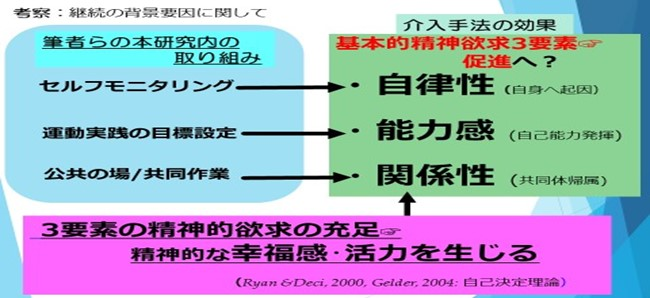 考察：継続の背景要因に関して
筆者らの本研究内の
取り組み
セルフモニタリング
運動実践の目標設定
公共の場/共同作業
介入手法の効果
基本的精神欲求3要素☞
促進へ？
・自律性（自身へ起因）
・能力感（自己能力発揮）
・関係性（共同体帰属）
３要素の精神的欲求の充足☞
精神的な幸福感・活力を生じる
（Ryan &Deci, 2000, Gelder, 2004: 自己決定理論）